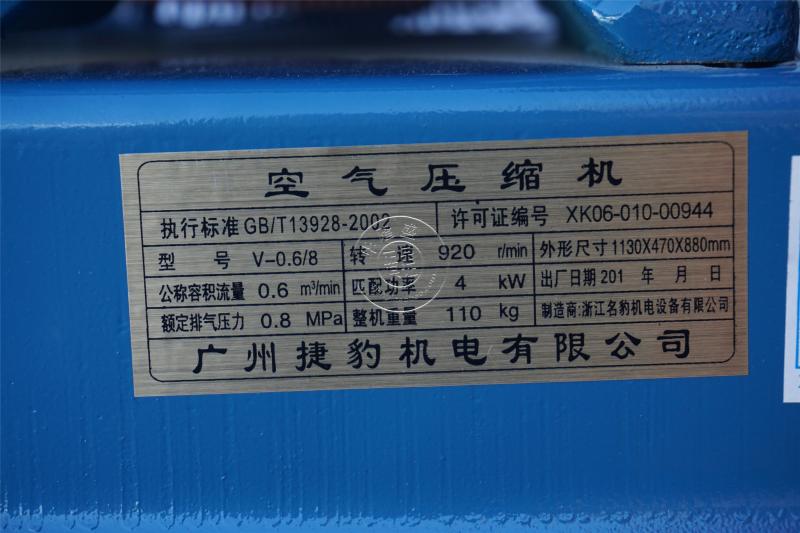 空气压缩机
执行标准 GB/T13928-2002 许可证编号 XK06-010-00944
型 号 V-0.6/8 转 速 920 r/min 外形尺寸 1130X470X880mm
公称容积流量 0.6 m³/min 匹配功率 4 kW 出厂日期 201 年 月 日
额定排气压力 0.8 MPa 整机重量 110 kg 制造商:浙江名豹机电设备有限公司
广州捷豹机电有限公司